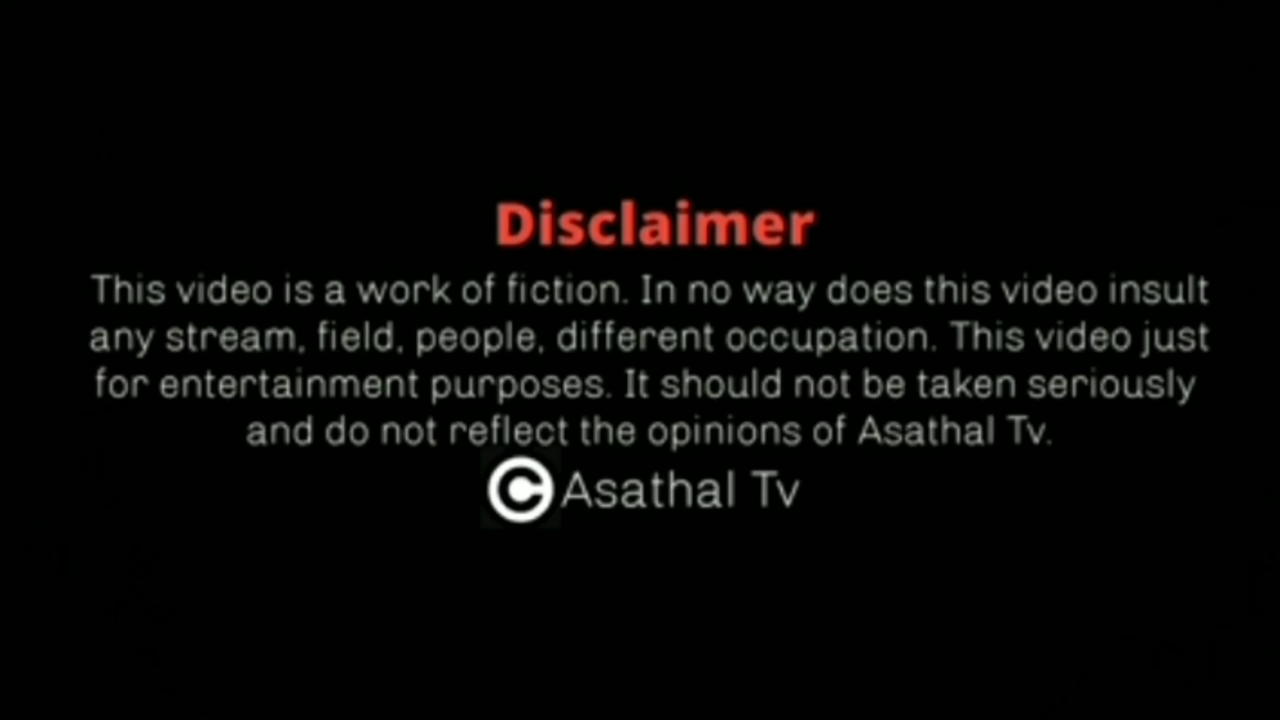 Disclaimer
This video is a work of fiction. In no way does this video insult
any stream, field, people, different occupation. This video just
for entertainment purposes. It should not be taken seriously
and do not reflect the opinions of Asathal Tv.
© Asathal Tv